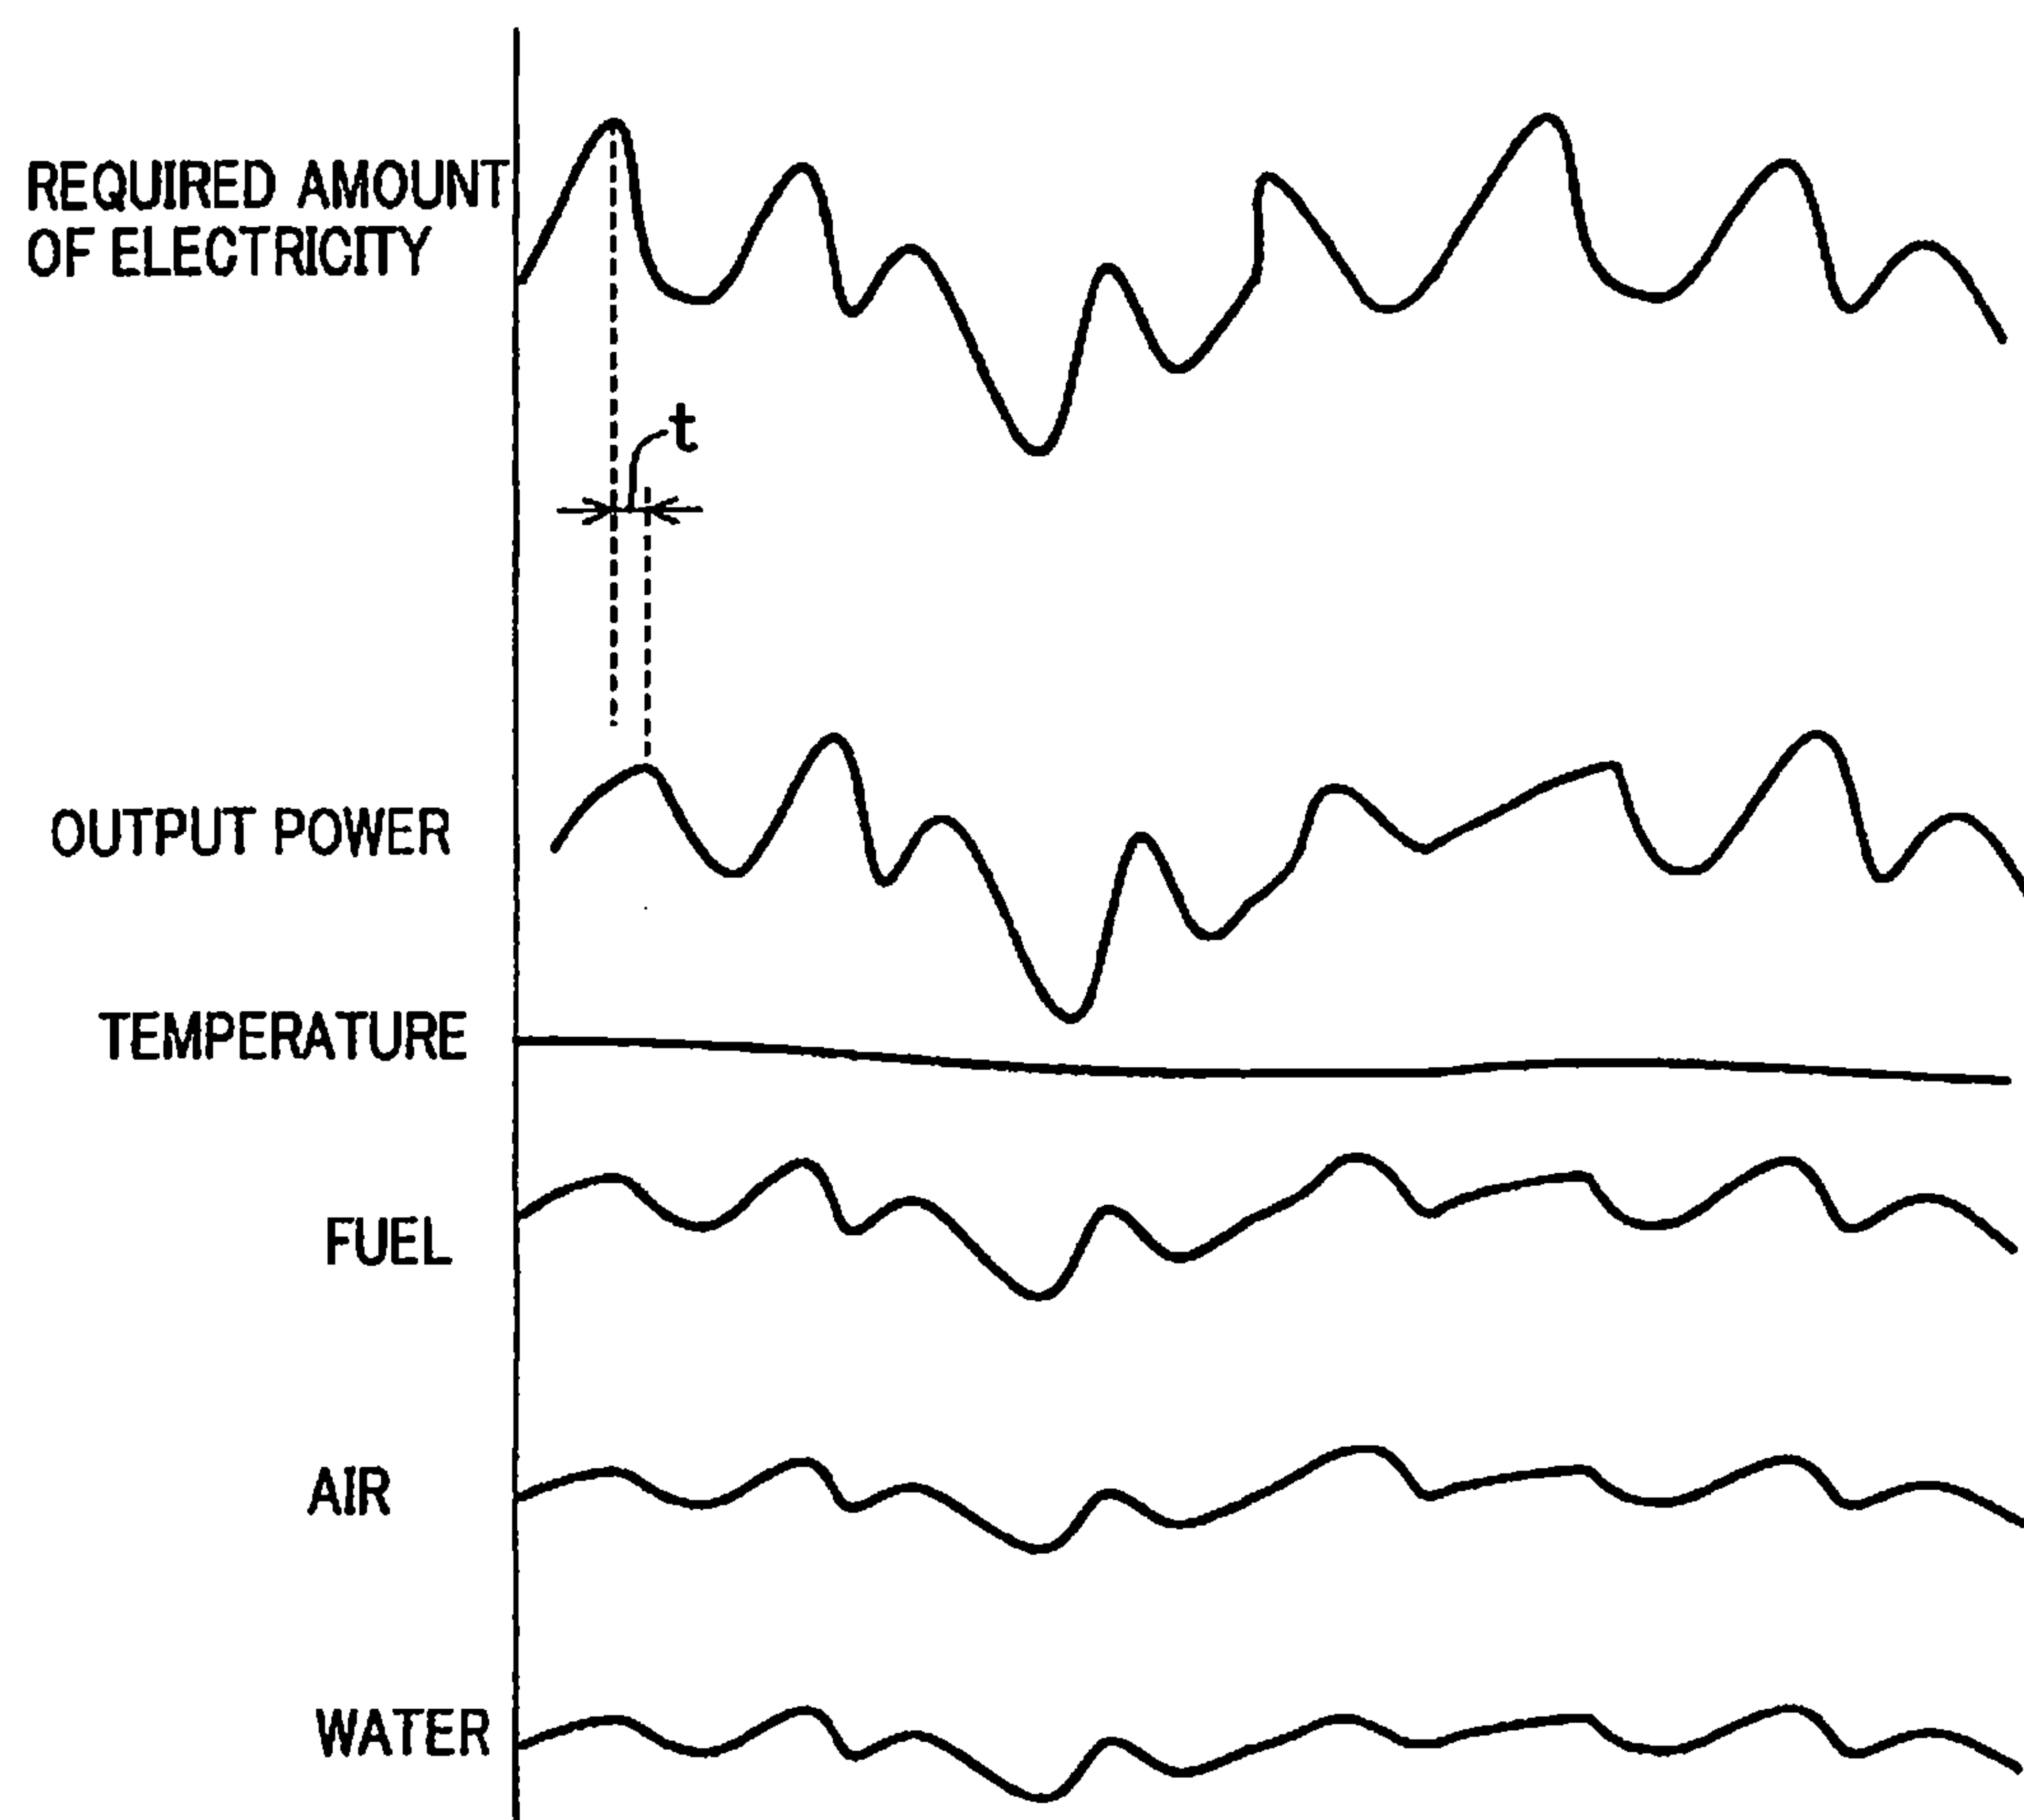 REQUIRED AMOUNT
OF ELECTRICITY
t
OUTPUT POWER
TEMPERATURE
FUEL
AIR
WATER